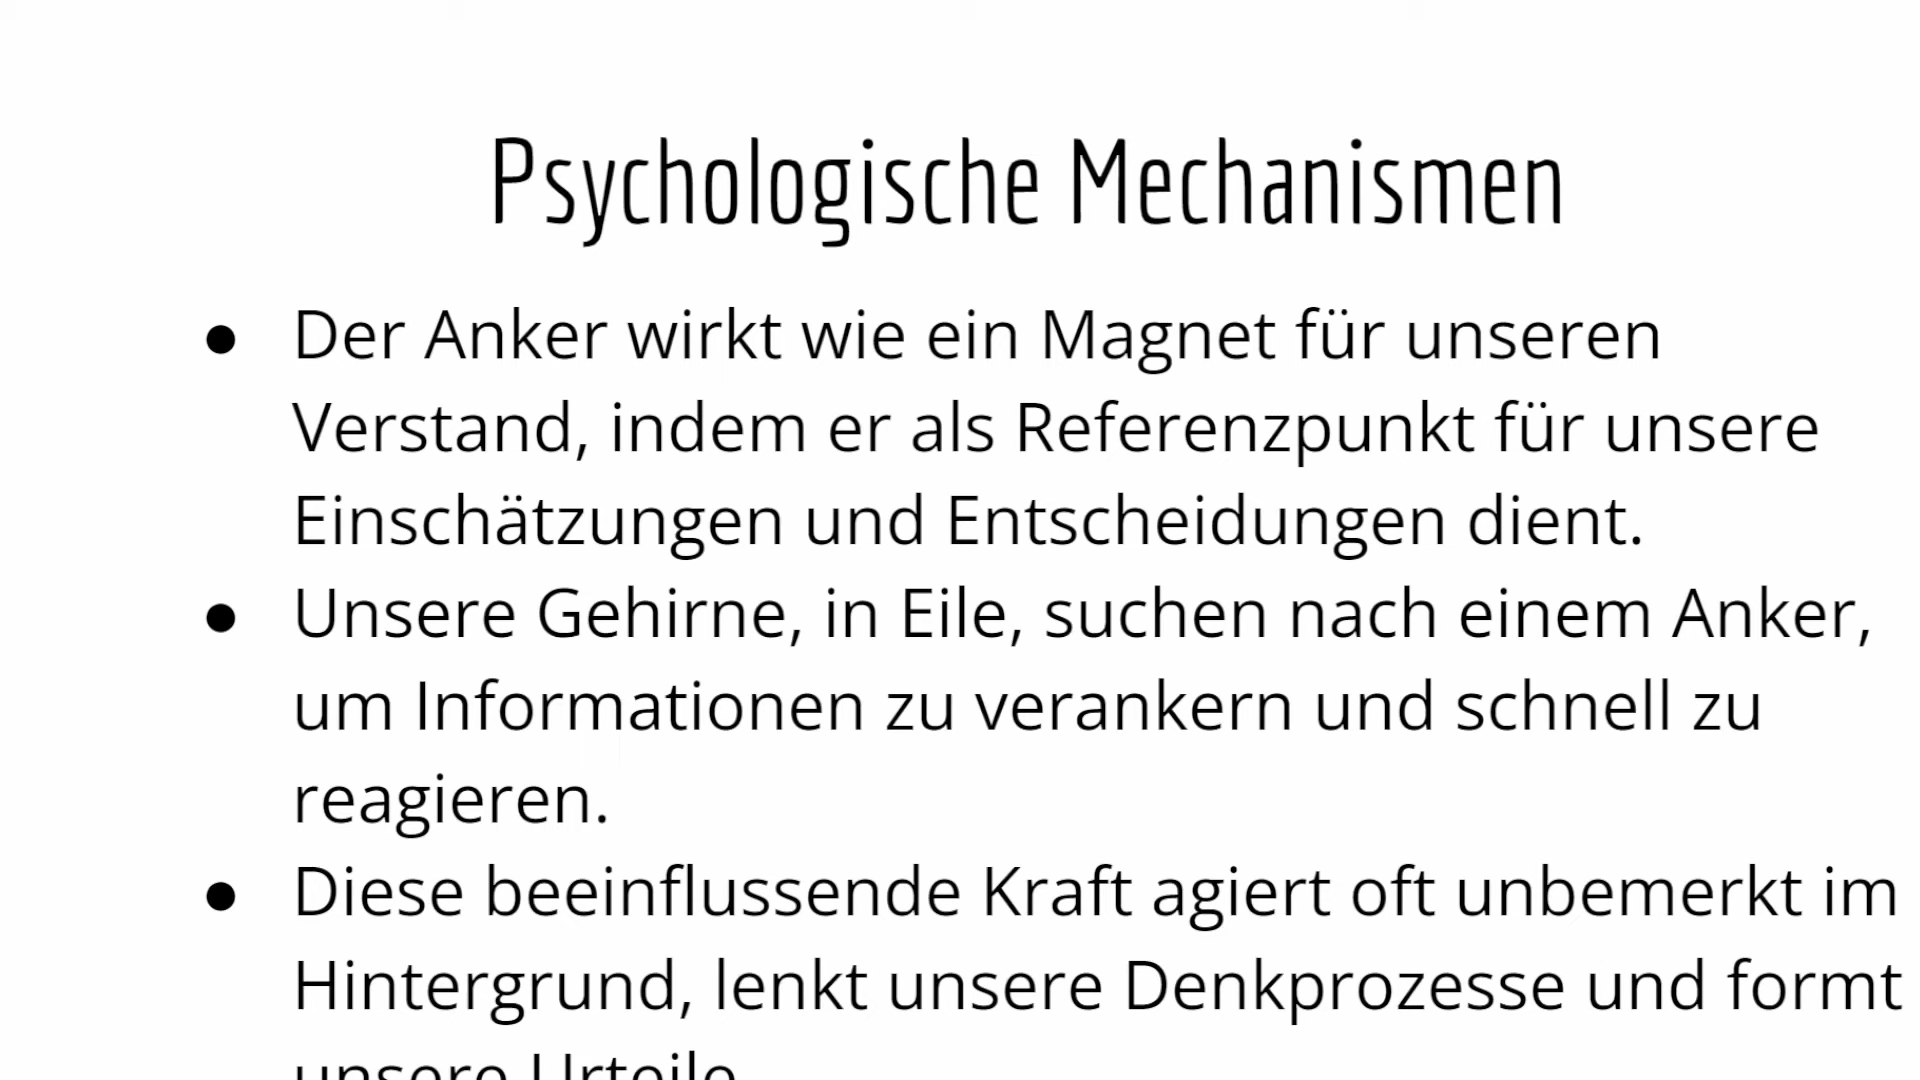 Psychologische Mechanismen
● Der Anker wirkt wie ein Magnet für unseren
Verstand, indem er als Referenzpunkt für unsere
Einschätzungen und Entscheidungen dient.
● Unsere Gehirne, in Eile, suchen nach einem Anker,
um Informationen zu verankern und schnell zu
reagieren.
● Diese beeinflussende Kraft agiert oft unbemerkt im
Hintergrund, lenkt unsere Denkprozesse und formt
unsere Urteile